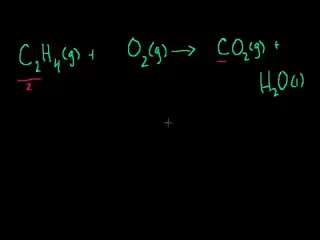 C₂H₄(g) + O₂(g) → CO₂(g) +
H₂O(l)
2